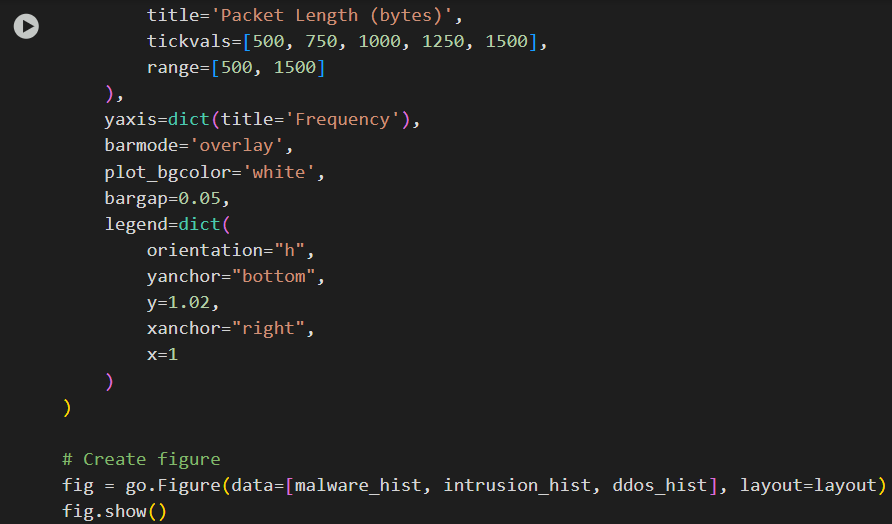 title='Packet Length (bytes)',
        tickvals=[500, 750, 1000, 1250, 1500],
        range=[500, 1500]
    ),
    yaxis=dict(title='Frequency'),
    barmode='overlay',
    plot_bgcolor='white',
    bargap=0.05,
    legend=dict(
        orientation="h",
        yanchor="bottom",
        y=1.02,
        xanchor="right",
        x=1
    )
)

# Create figure
fig = go.Figure(data=[malware_hist, intrusion_hist, ddos_hist], layout=layout)
fig.show()